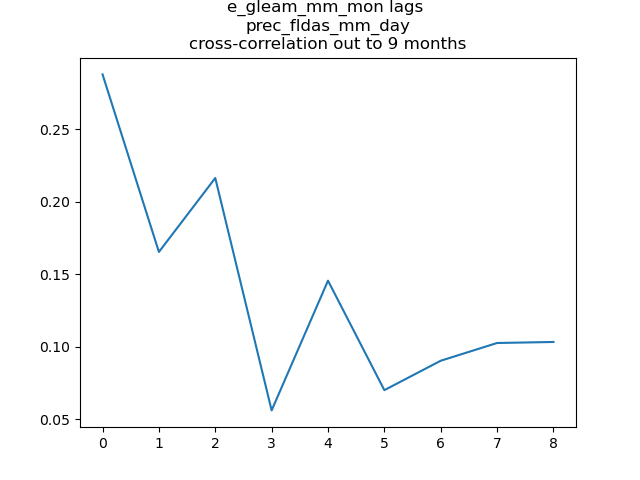 e_gleam_mm_mon lags
prec_fldas_mm_day
cross-correlation out to 9 months
0.25
0.20
0.15
0.10
0.05
0 1 2 3 4 5 6 7 8